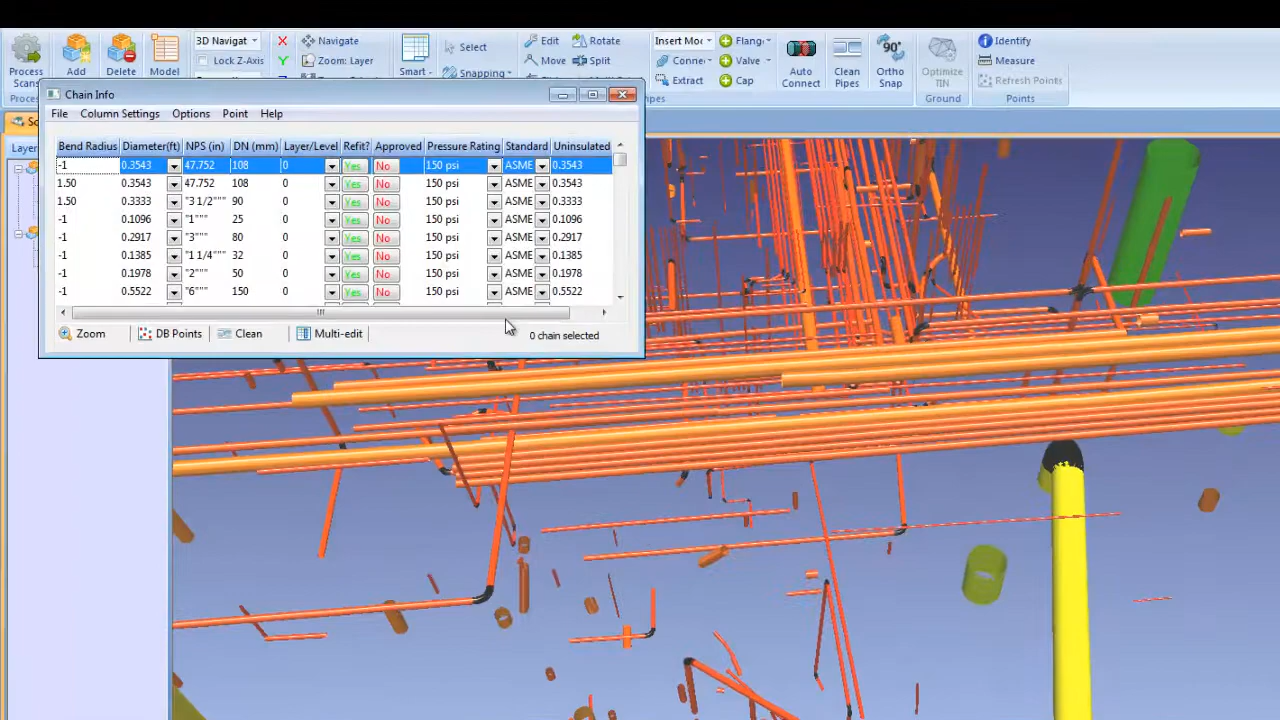 3D Navigat
Navigate
Edit
Rotate
Insert Mod
Flang
Identify
Lock Z-Axis
Zoom: Layer
Select
Move
Split
Connec
Valve
Measure
Process
Scans
Add
Delete
Model
Smart
Snapping
Extract
Cap
Auto
Connect
Clean
Pipes
90°
Ortho
Snap
Optimize
TIN
Refresh Points
Process
Pipes
Ground
Points
Chain Info
File Column Settings Options Point Help
Sc
Layer
Bend Radius Diameter(ft) NPS (in) DN (mm) Layer/Level Refit? Approved Pressure Rating Standard Uninsulated
-1 0.3543 47.752 108 0 Yes No 150 psi ASME 0.3543
1.50 0.3543 47.752 108 0 Yes No 150 psi ASME 0.3543
1.50 0.3333 "3 1/2""" 90 0 Yes No 150 psi ASME 0.3333
-1 0.1096 "1""" 25 0 Yes No 150 psi ASME 0.1096
-1 0.2917 "3""" 80 0 Yes No 150 psi ASME 0.2917
-1 0.1385 "1 1/4""" 32 0 Yes No 150 psi ASME 0.1385
-1 0.1978 "2""" 50 0 Yes No 150 psi ASME 0.1978
-1 0.5522 "6""" 150 0 Yes No 150 psi ASME 0.5522
Zoom DB Points Clean Multi-edit 0 chain selected